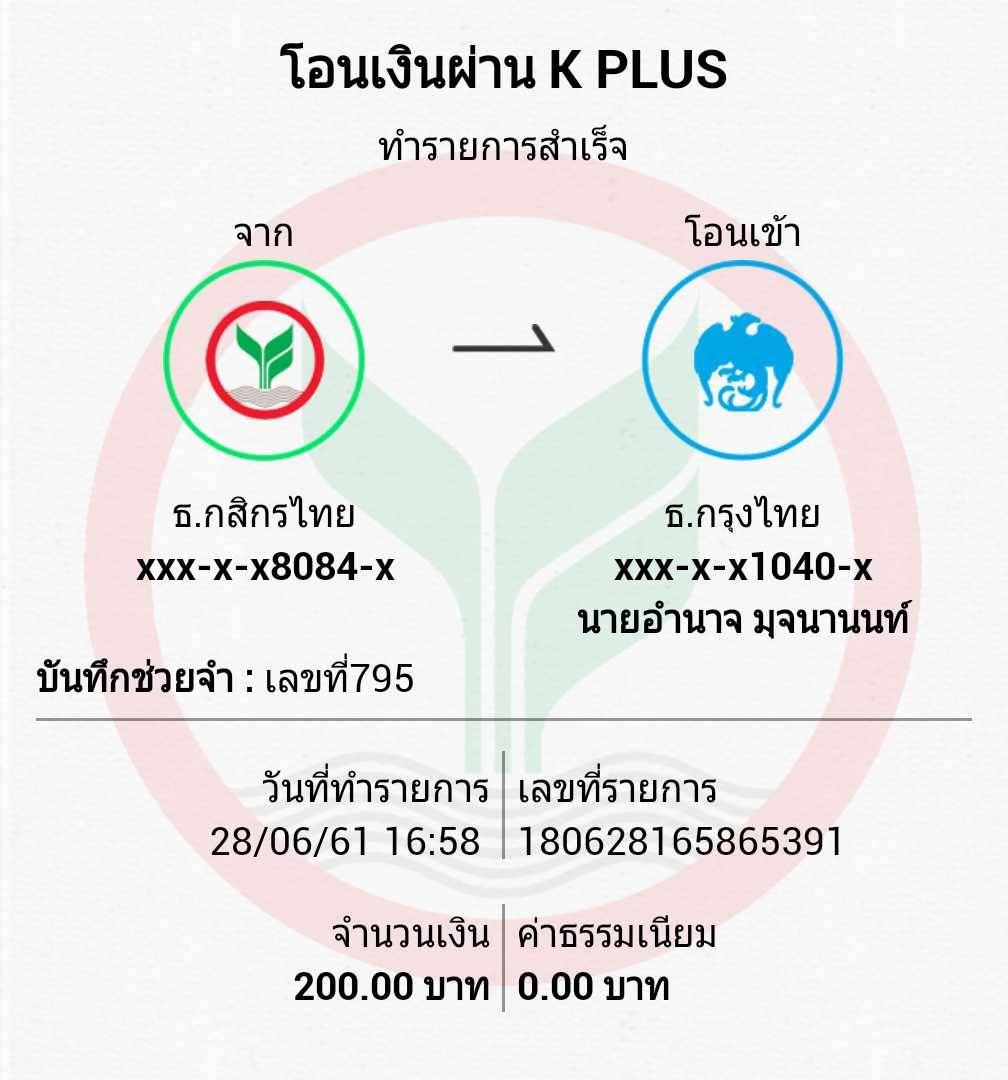 โอนเงินผ่าน K PLUS
ทำรายการสำเร็จ
จาก
โอนเข้า
ธ.กสิกรไทย
xxx-x-x8084-x
ธ.กรุงไทย
xxx-x-x1040-x
นายอำนาจ มุจนานนท์
บันทึกช่วยจำ : เลขที่795
วันที่ทำรายการ
28/06/61 16:58
เลขที่รายการ
180628165865391
จำนวนเงิน
200.00 บาท
ค่าธรรมเนียม
0.00 บาท